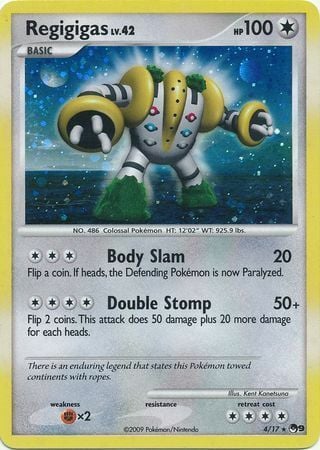 Regigigas LV.42 HP 100
BASIC
NO. 486 Colossal Pokémon HT: 12'02" WT: 925.9 lbs.
Body Slam 20
Flip a coin. If heads, the Defending Pokémon is now Paralyzed.
Double Stomp 50+
Flip 2 coins. This attack does 50 damage plus 20 more damage
for each heads.
There is an enduring legend that states this Pokémon towed
continents with ropes.
Illus. Kent Kanetsuna
weakness resistance retreat cost
×2
©2009 Pokémon/Nintendo 4/17 ★ 9